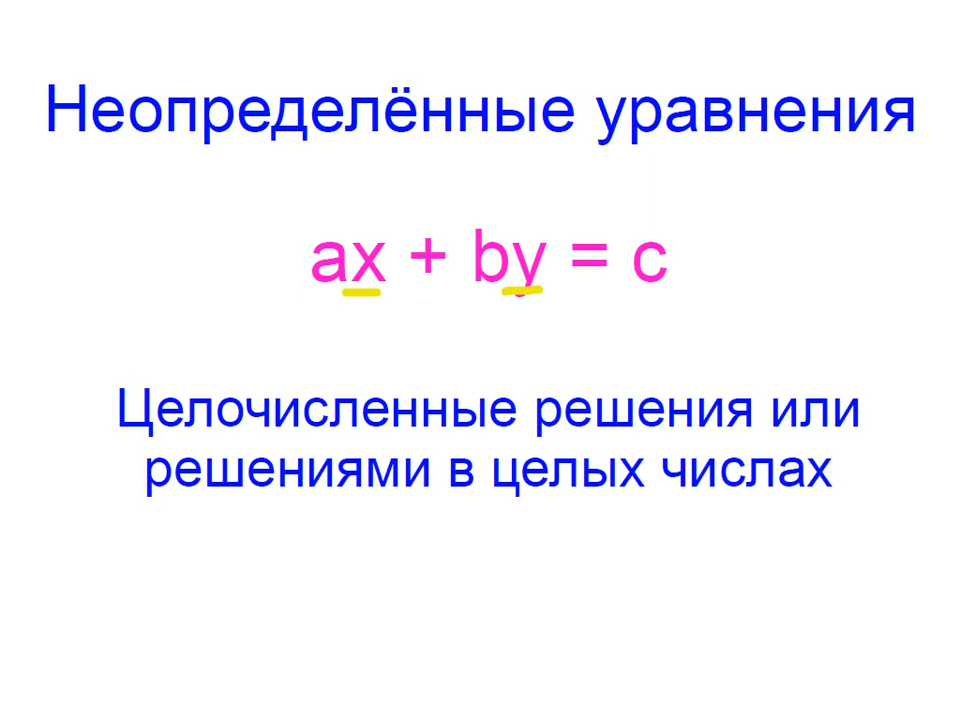 Неопределённые уравнения
ax + by = c
Целочисленные решения или
решениями в целых числах